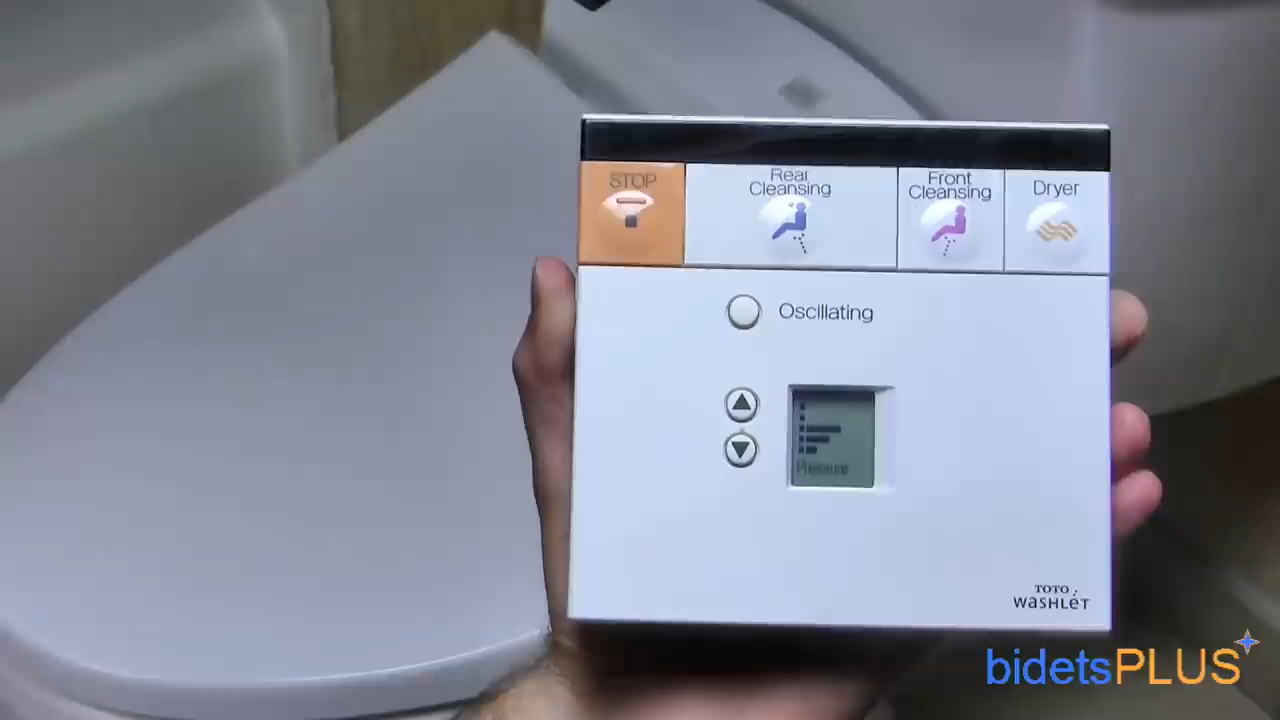 STOP
Rear
Cleansing
Front
Cleansing
Dryer
Oscillating
Pressure
TOTO
WASHLET
bidetsPLUS